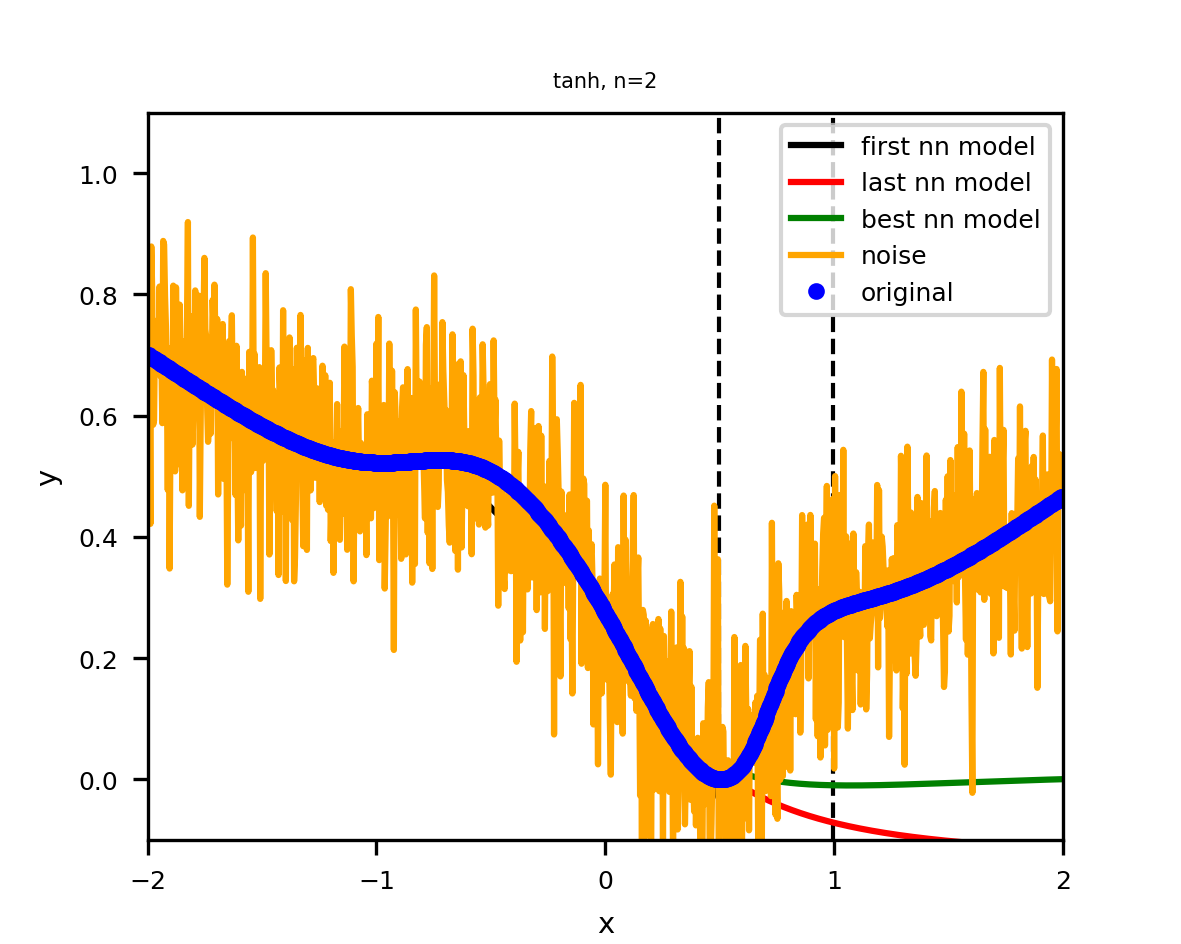 tanh, n=2
first nn model
last nn model
best nn model
noise
original
1.0
0.8
0.6
0.4
0.2
0.0
y
−2
−1
0
1
2
x